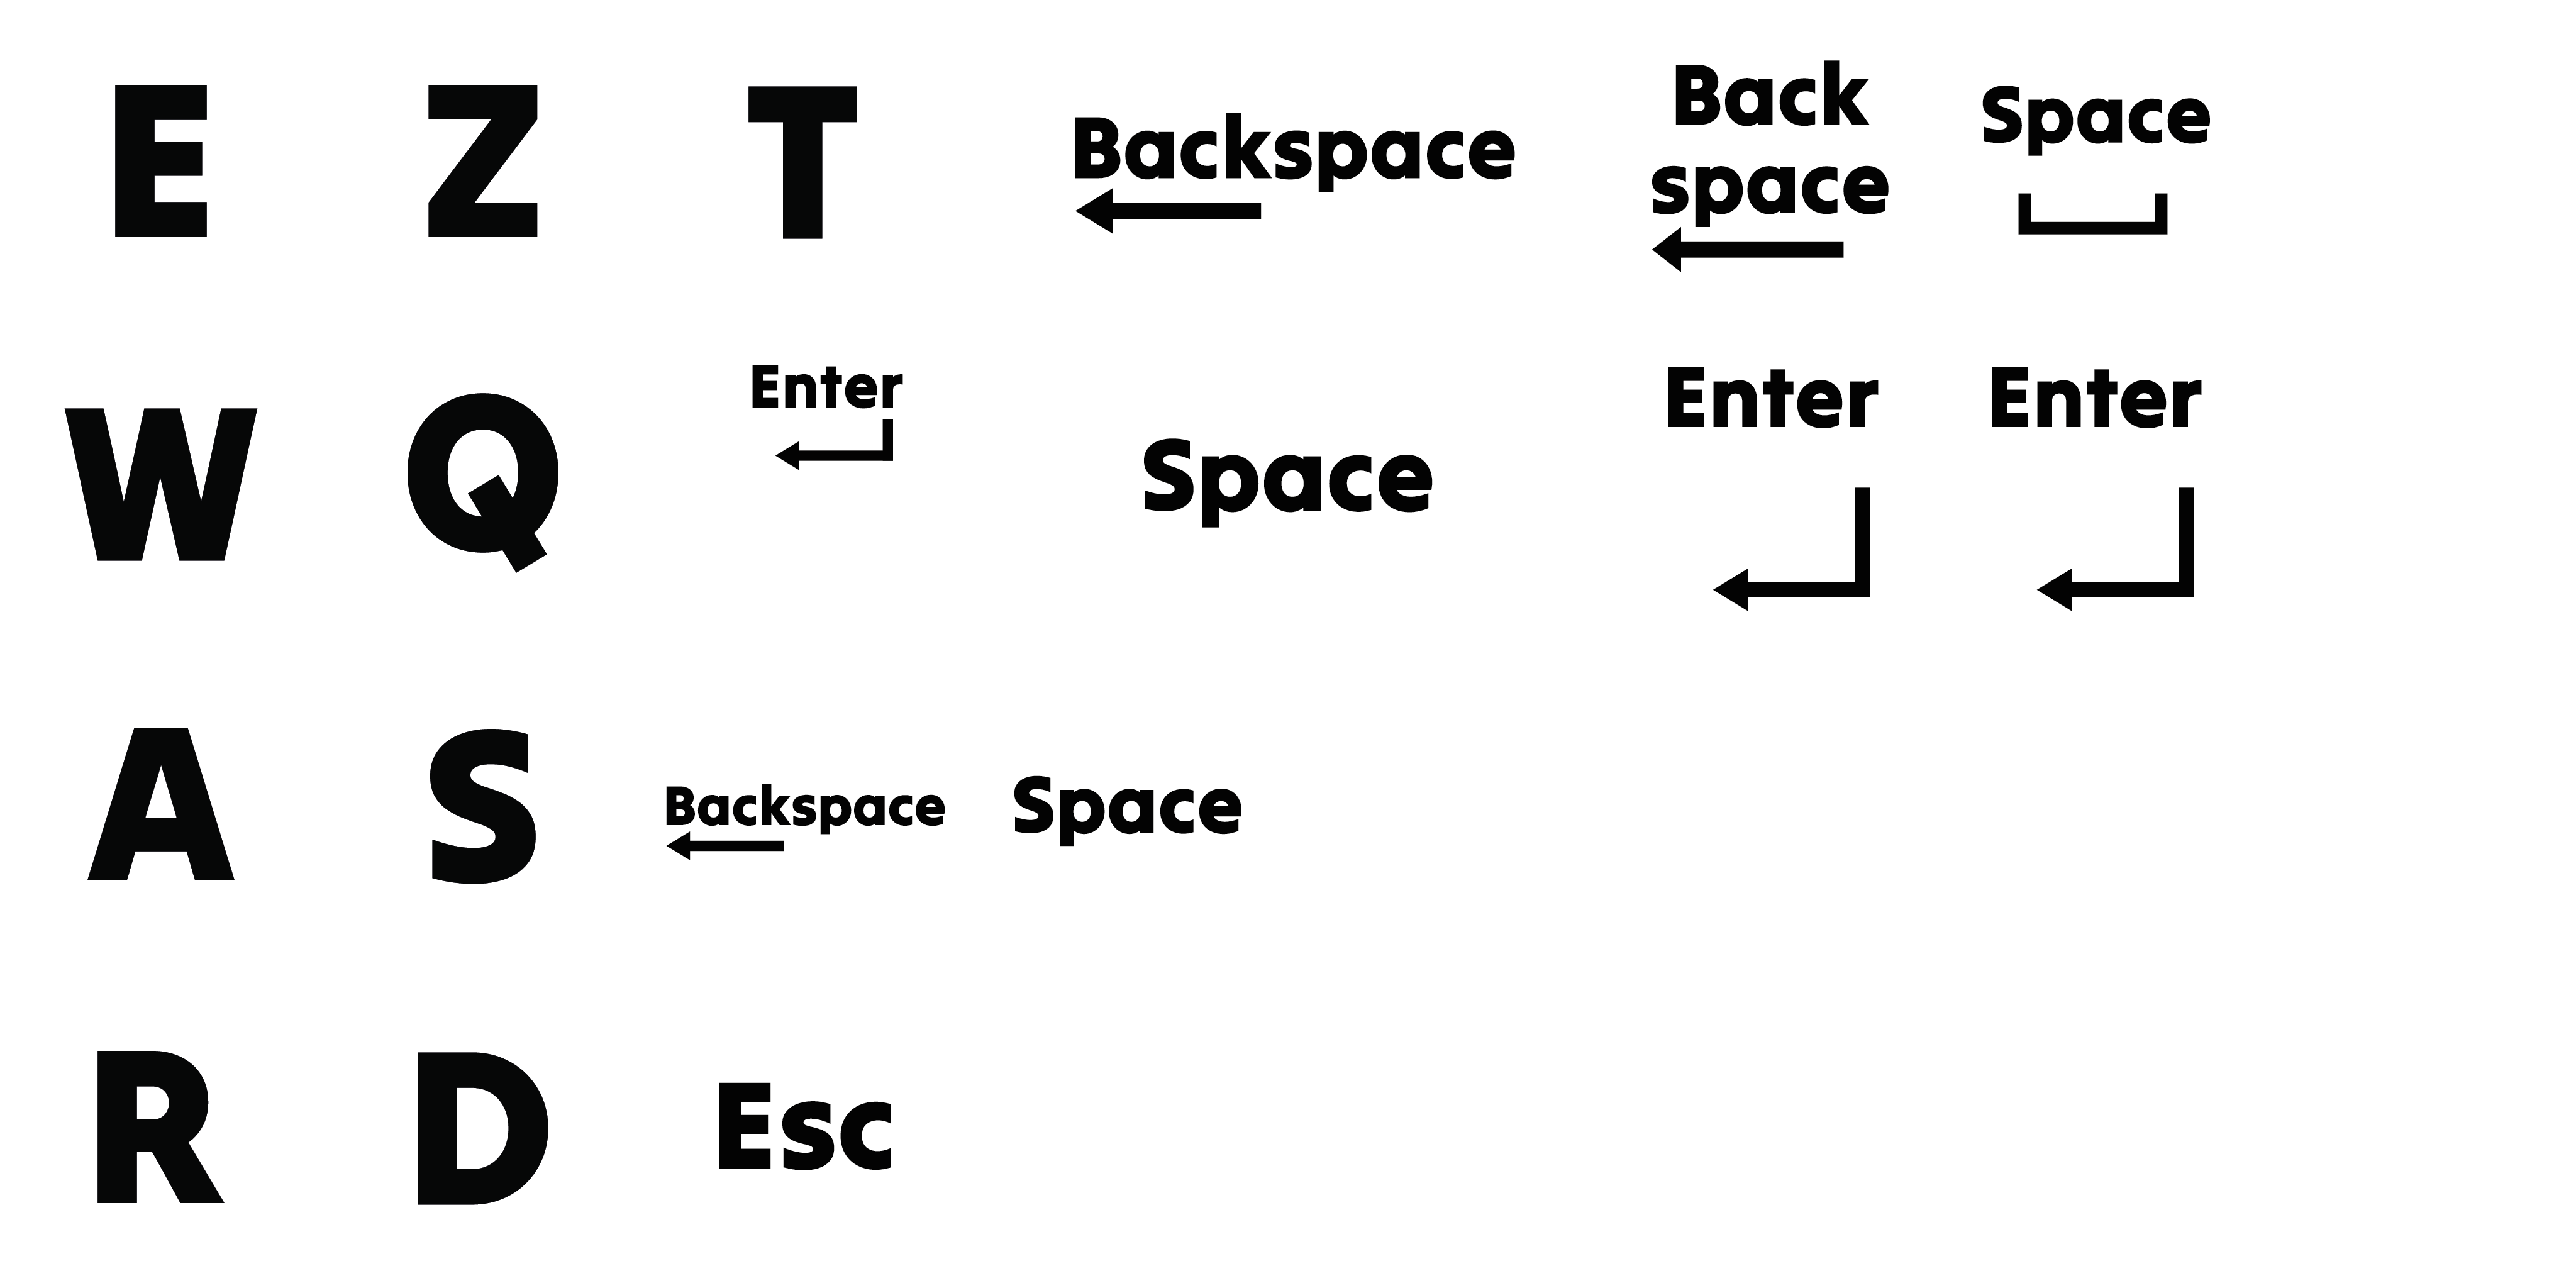 E Z T Backspace Back space Space
W Q Enter Space Enter Enter
A S Backspace Space
R D Esc